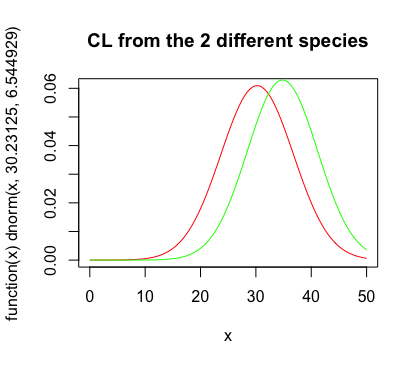 CL from the 2 different species
function(x) dnorm(x, 30.23125, 6.544929)
0.06
0.04
0.02
0.00
0 10 20 30 40 50
x